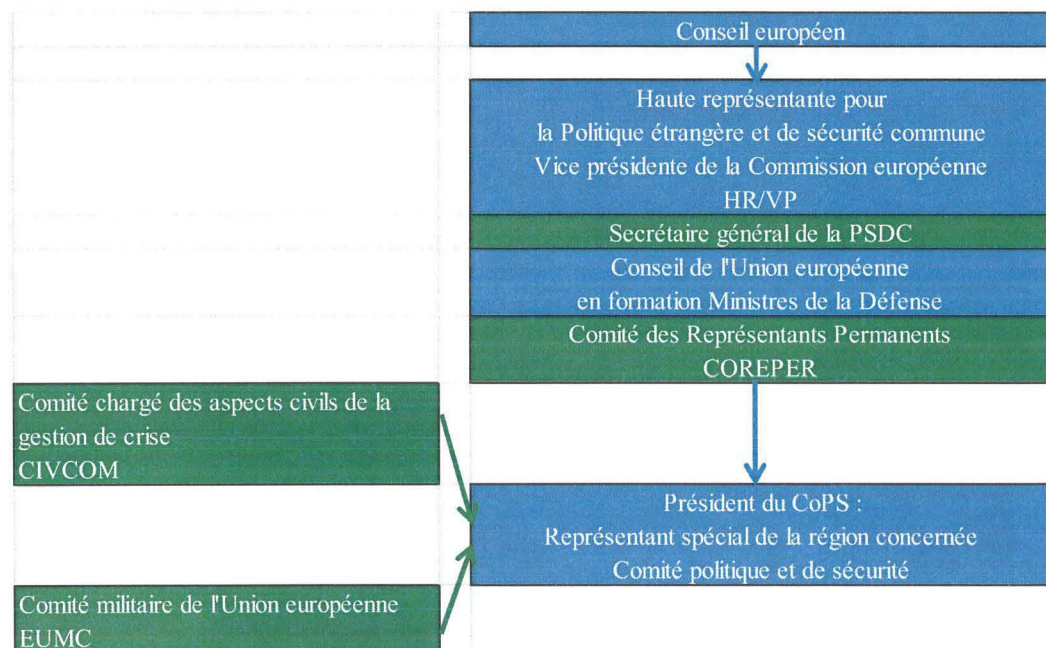 Conseil européen
Haute représentante pour
la Politique étrangère et de sécurité commune
Vice présidente de la Commission européenne
HR/VP
Secrétaire général de la PSDC
Conseil de l'Union européenne
en formation Ministres de la Défense
Comité des Représentants Permanents
COREPER
Comité chargé des aspects civils de la
gestion de crise
CIVCOM
Président du CoPS :
Représentant spécial de la région concernée
Comité politique et de sécurité
Comité militaire de l'Union européenne
EUMC